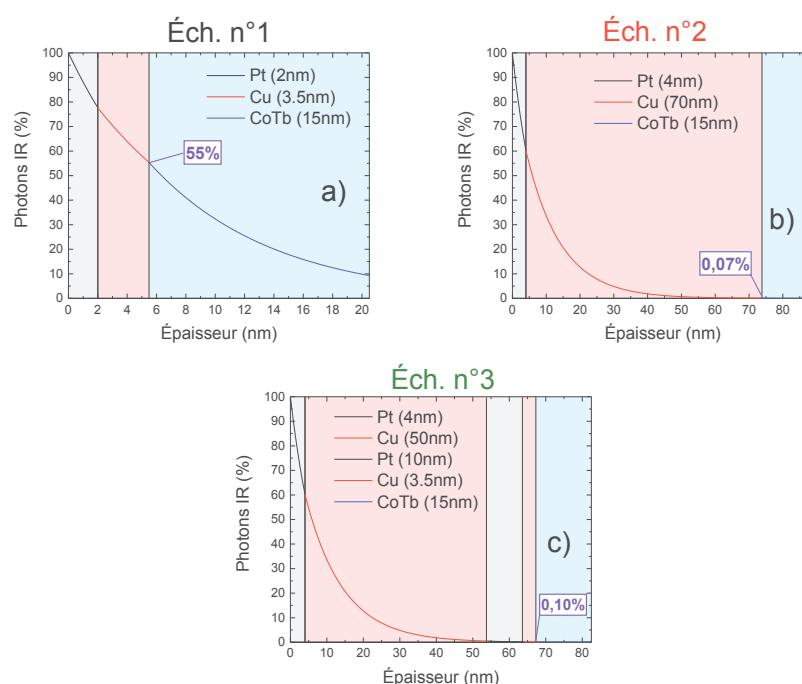 Éch. n°1
Pt (2nm)
Cu (3.5nm)
CoTb (15nm)
55%
a)
Photons IR (%)
100
90
80
70
60
50
40
30
20
10
0
0 2 4 6 8 10 12 14 16 18 20
Épaisseur (nm)
Éch. n°2
Pt (4nm)
Cu (70nm)
CoTb (15nm)
b)
0,07%
Photons IR (%)
100
90
80
70
60
50
40
30
20
10
0
0 10 20 30 40 50 60 70 80
Épaisseur (nm)
Éch. n°3
Pt (4nm)
Cu (50nm)
Pt (10nm)
Cu (3.5nm)
CoTb (15nm)
c)
0,10%
Photons IR (%)
100
90
80
70
60
50
40
30
20
10
0
0 10 20 30 40 50 60 70 80
Épaisseur (nm)